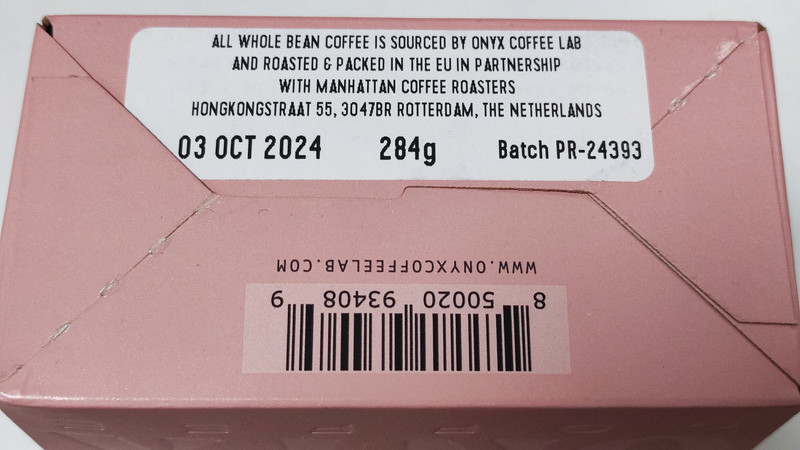 ALL WHOLE BEAN COFFEE IS SOURCED BY ONYX COFFEE LAB
AND ROASTED & PACKED IN THE EU IN PARTNERSHIP
WITH MANHATTAN COFFEE ROASTERS
HONGKONGSTRAAT 55, 3047BR ROTTERDAM, THE NETHERLANDS
03 OCT 2024 284g Batch PR-24393
WWW.ONYXCOFFEELAB.COM
8 50020 93408 9